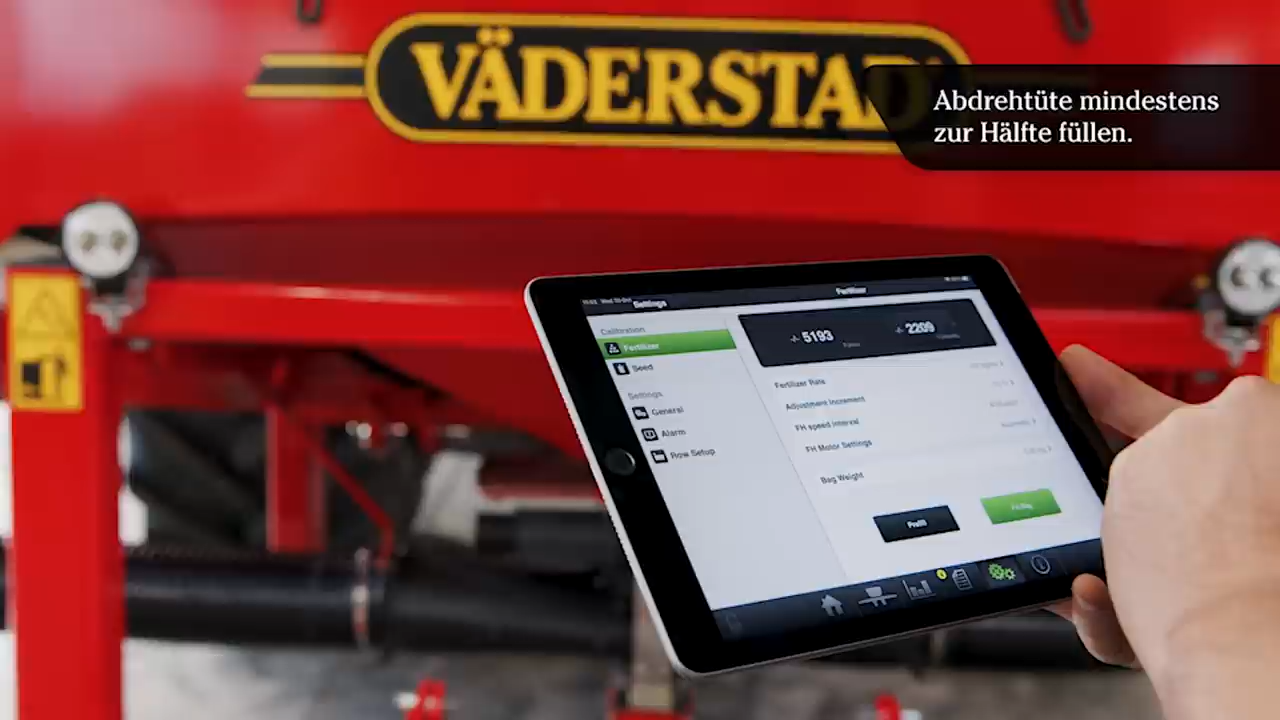 VÄDERSTAD
Abdrehtüte mindestens
zur Hälfte füllen.
Settings
Fertilizer
Calibration
Fertilizer
Seed
Settings
General
Alarm
Row Setup
5193
2209
Fertilizer Rate
Adjustment Increment
FH speed interval
FH Motor Settings
Bag Weight
Prefill